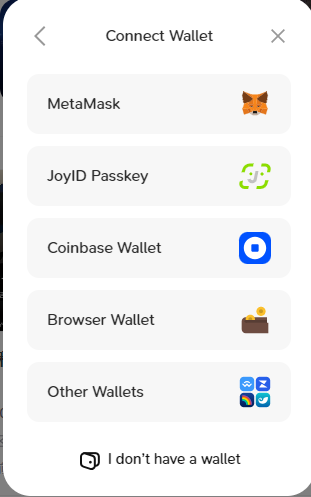 Connect Wallet
MetaMask
JoyID Passkey
Coinbase Wallet
Browser Wallet
Other Wallets
I don't have a wallet